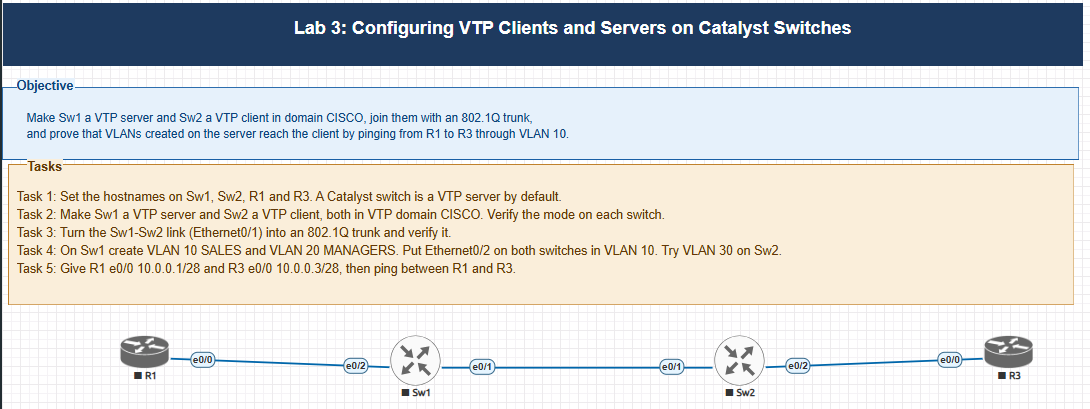 Lab 3: Configuring VTP Clients and Servers on Catalyst Switches
Objective
Make Sw1 a VTP server and Sw2 a VTP client in domain CISCO, join them with an 802.1Q trunk,
and prove that VLANs created on the server reach the client by pinging from R1 to R3 through VLAN 10.
Tasks
Task 1: Set the hostnames on Sw1, Sw2, R1 and R3. A Catalyst switch is a VTP server by default.
Task 2: Make Sw1 a VTP server and Sw2 a VTP client, both in VTP domain CISCO. Verify the mode on each switch.
Task 3: Turn the Sw1-Sw2 link (Ethernet0/1) into an 802.1Q trunk and verify it.
Task 4: On Sw1 create VLAN 10 SALES and VLAN 20 MANAGERS. Put Ethernet0/2 on both switches in VLAN 10. Try VLAN 30 on Sw2.
Task 5: Give R1 e0/0 10.0.0.1/28 and R3 e0/0 10.0.0.3/28, then ping between R1 and R3.
e0/0
e0/2
e0/1
e0/1
e0/2
e0/0
R1
Sw1
Sw2
R3